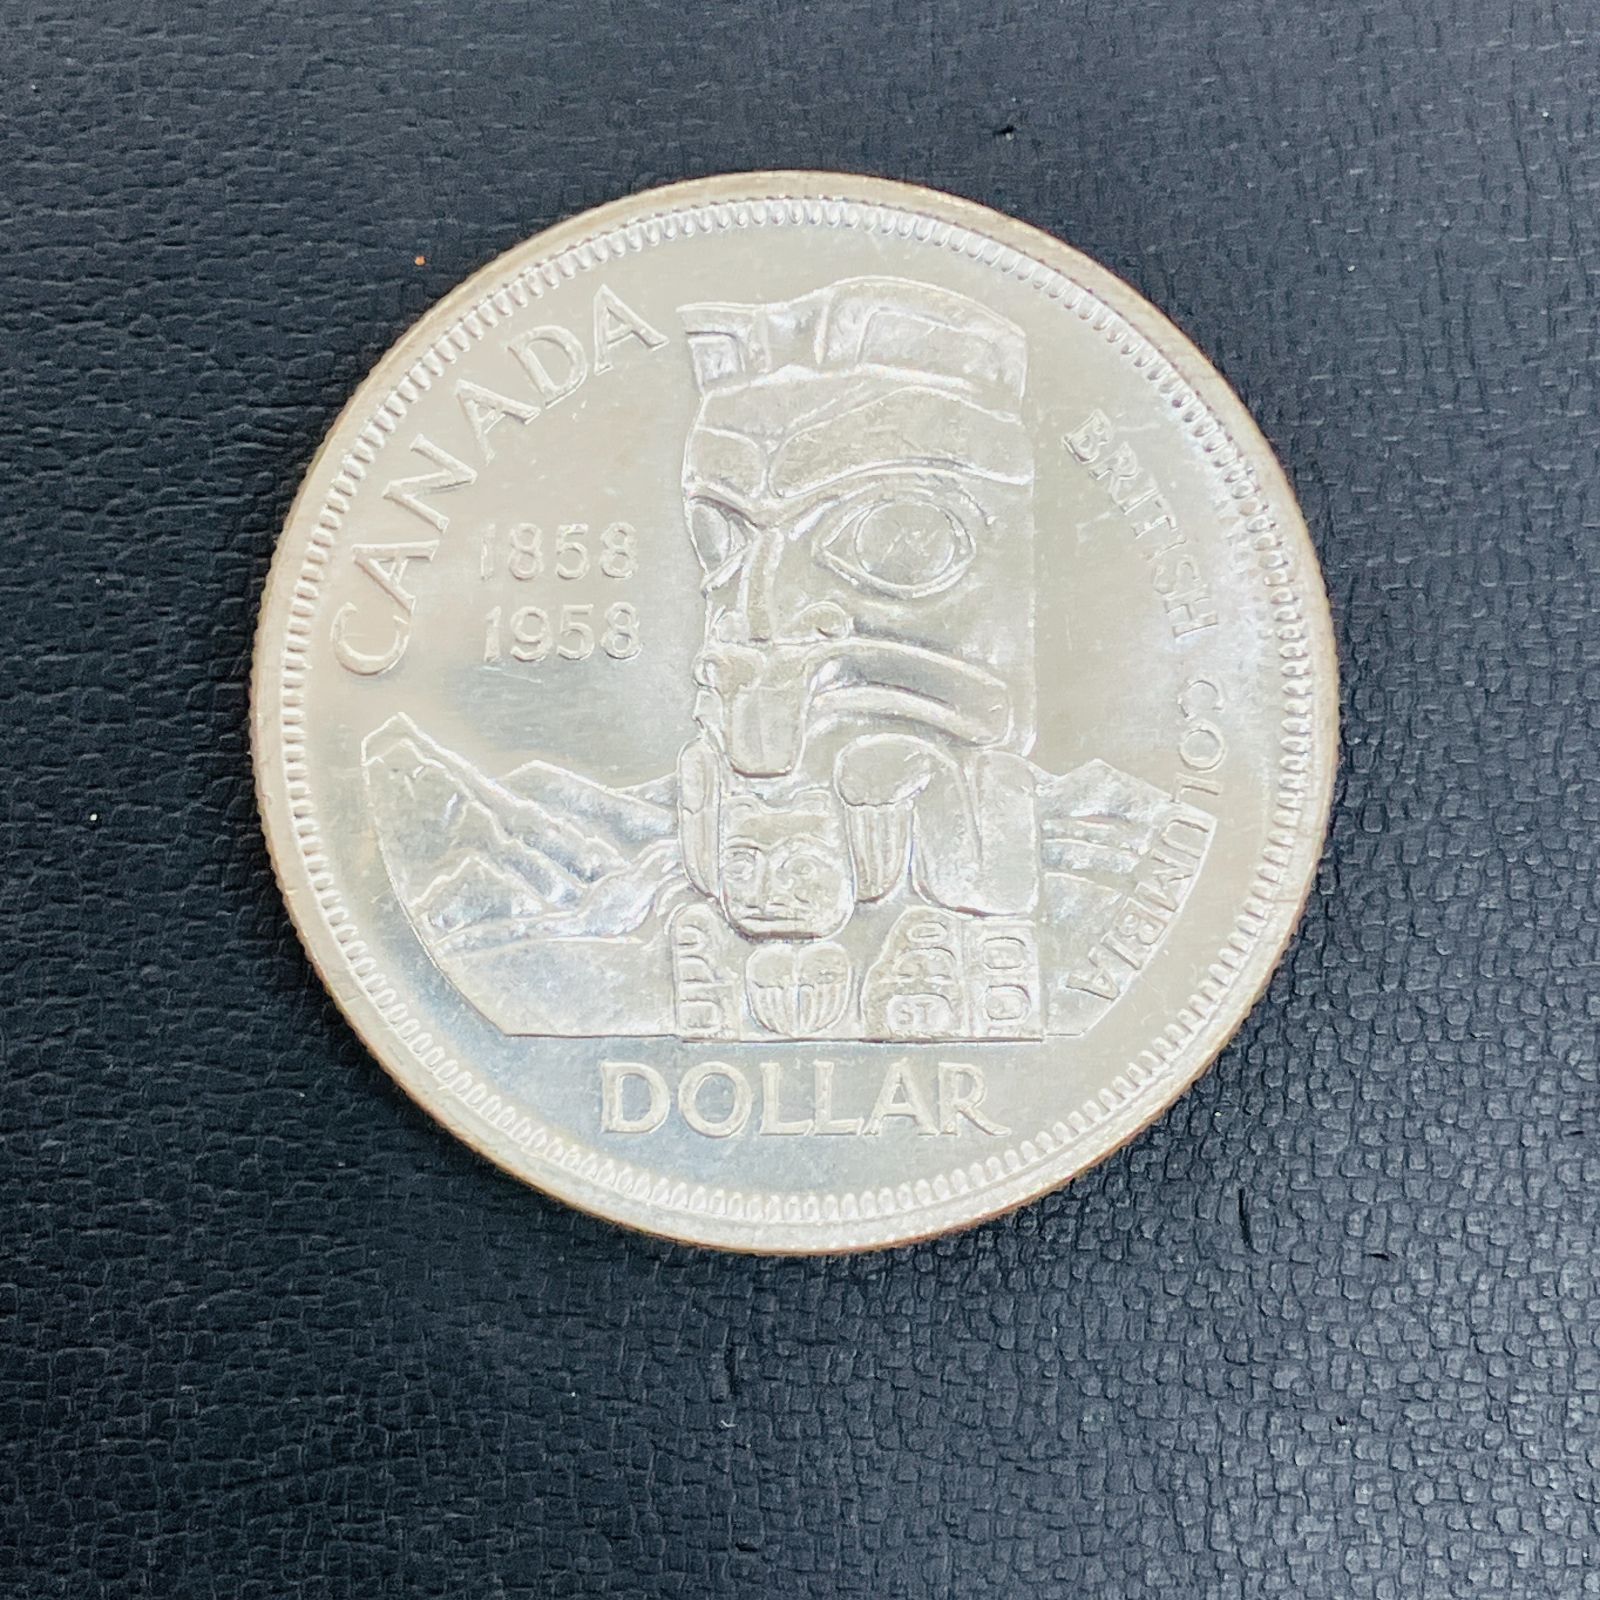 CANADA
1858
1958
BRITISH COLUMBIA
ST
DOLLAR